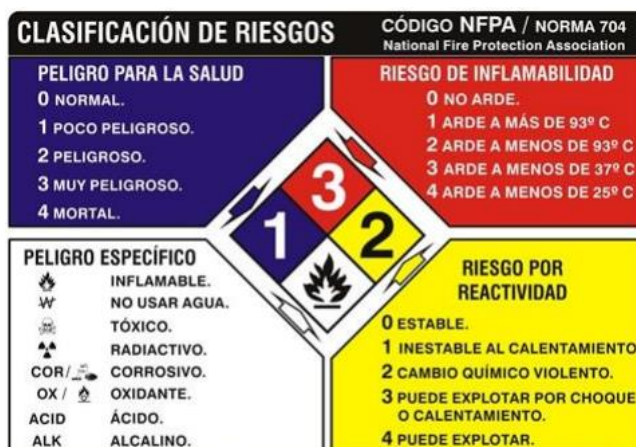 CLASIFICACIÓN DE RIESGOS
CÓDIGO NFPA / NORMA 704
National Fire Protection Association
PELIGRO PARA LA SALUD
0 NORMAL.
1 POCO PELIGROSO.
2 PELIGROSO.
3 MUY PELIGROSO.
4 MORTAL.
RIESGO DE INFLAMABILIDAD
0 NO ARDE.
1 ARDE A MÁS DE 93º C
2 ARDE A MENOS DE 93º C
3 ARDE A MENOS DE 37º C
4 ARDE A MENOS DE 25º C
3
1
2
PELIGRO ESPECÍFICO
INFLAMABLE.
W NO USAR AGUA.
TÓXICO.
RADIACTIVO.
COR/ CORROSIVO.
OX / OXIDANTE.
ACID ÁCIDO.
ALK ALCALINO.
RIESGO POR
REACTIVIDAD
0 ESTABLE.
1 INESTABLE AL CALENTAMIENTO
2 CAMBIO QUÍMICO VIOLENTO.
3 PUEDE EXPLOTAR POR CHOQUE
O CALENTAMIENTO.
4 PUEDE EXPLOTAR.